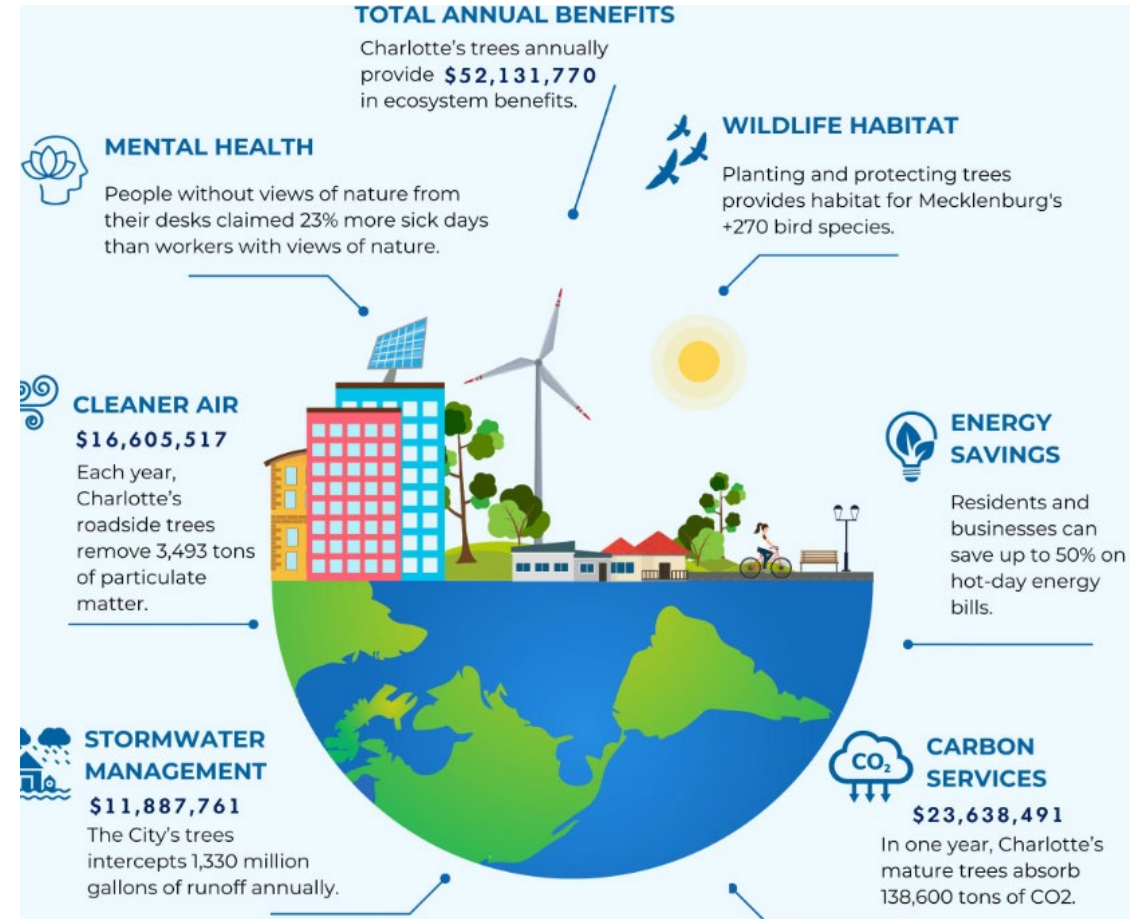 TOTAL ANNUAL BENEFITS
Charlotte's trees annually
provide $52,131,770
in ecosystem benefits.
MENTAL HEALTH
People without views of nature from
their desks claimed 23% more sick days
than workers with views of nature.
WILDLIFE HABITAT
Planting and protecting trees
provides habitat for Mecklenburg's
+270 bird species.
CLEANER AIR
$16,605,517
Each year,
Charlotte's
roadside trees
remove 3,493 tons
of particulate
matter.
ENERGY
SAVINGS
Residents and
businesses can
save up to 50% on
hot-day energy
bills.
STORMWATER
MANAGEMENT
$11,887,761
The City's trees
intercepts 1,330 million
gallons of runoff annually.
CO₂
CARBON
SERVICES
$23,638,491
In one year, Charlotte's
mature trees absorb
138,600 tons of CO2.